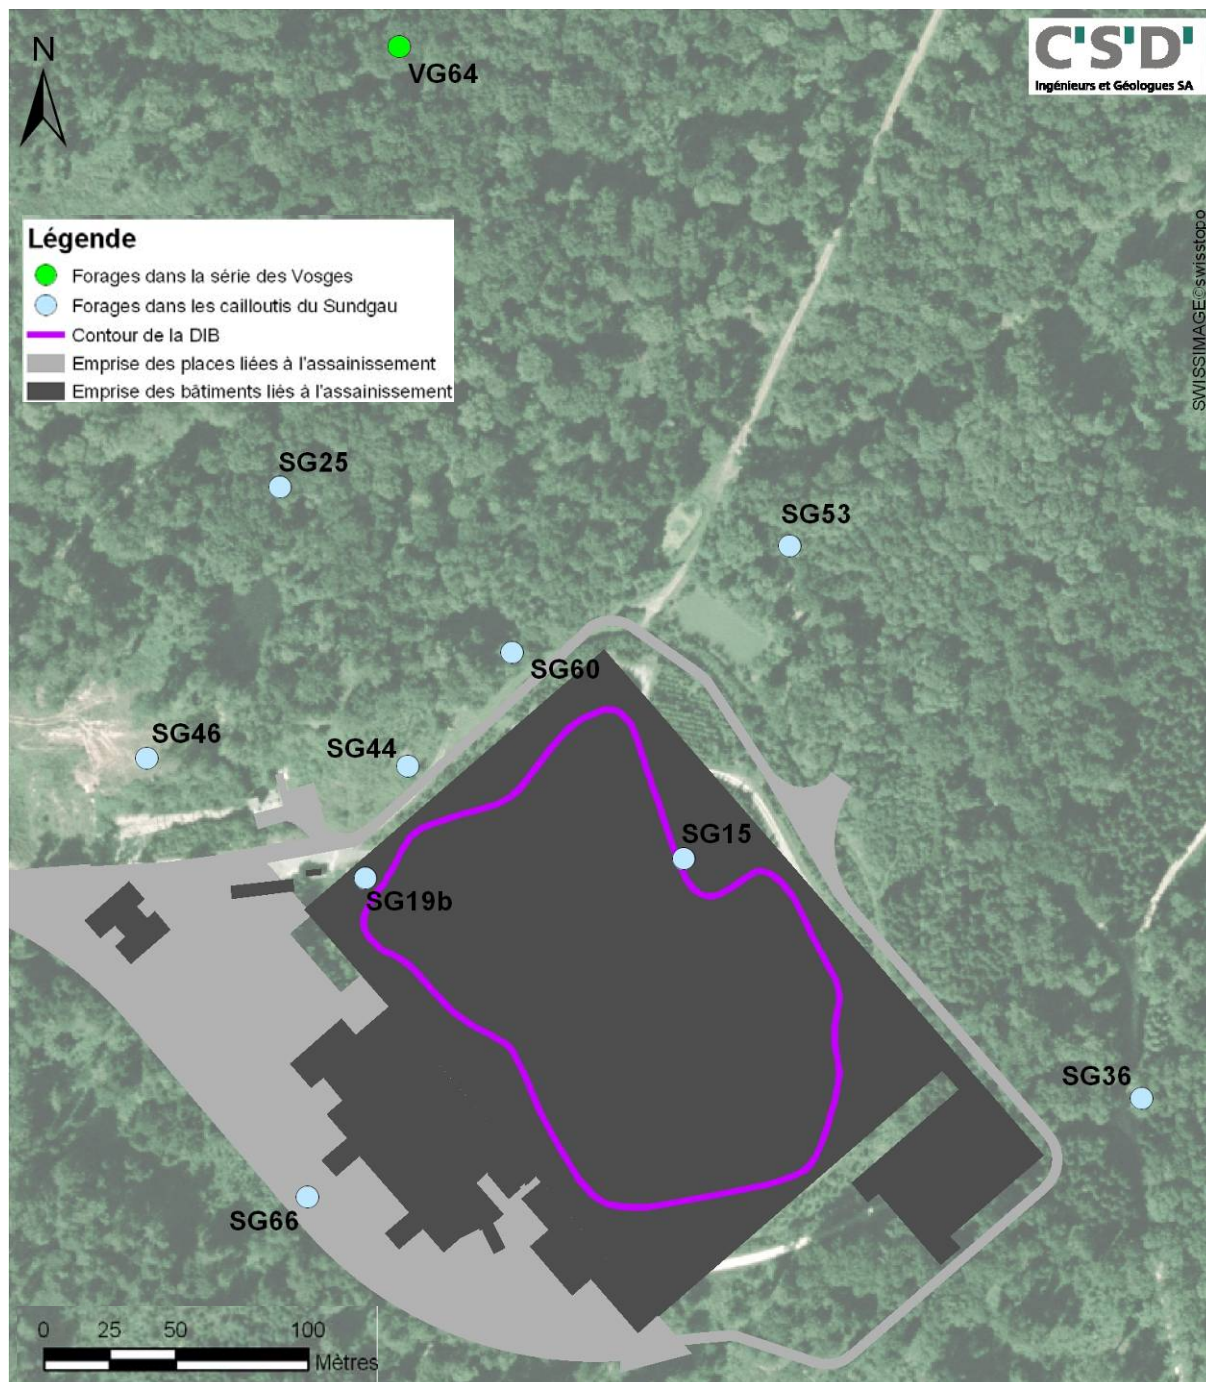 N
VG64
C'S'D'
Ingénieurs et Géologues SA
SWISSIMAGE©swisstopo
Légende
Forages dans la série des Vosges
Forages dans les cailloutis du Sundgau
Contour de la DIB
Emprise des places liées à l'assainissement
Emprise des bâtiments liés à l'assainissement
SG25
SG53
SG60
SG46
SG44
SG15
SG19b
SG36
SG66
0 25 50 100
Mètres